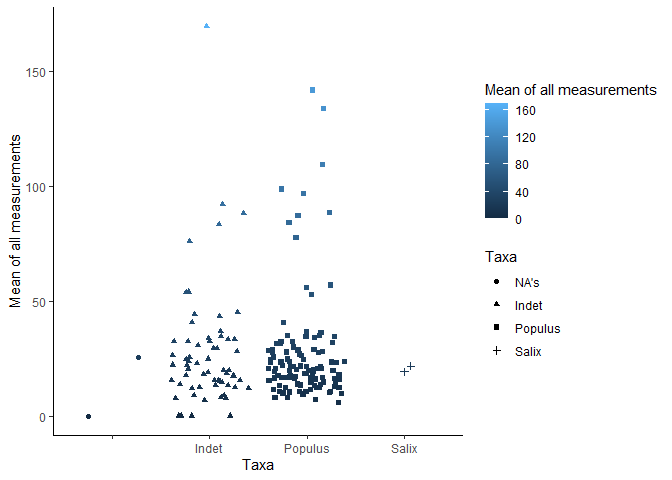 Mean of all measurements
150
100
50
0
Indet
Populus
Salix
Taxa
Mean of all measurements
160
120
80
40
0
Taxa
NA's
Indet
Populus
Salix